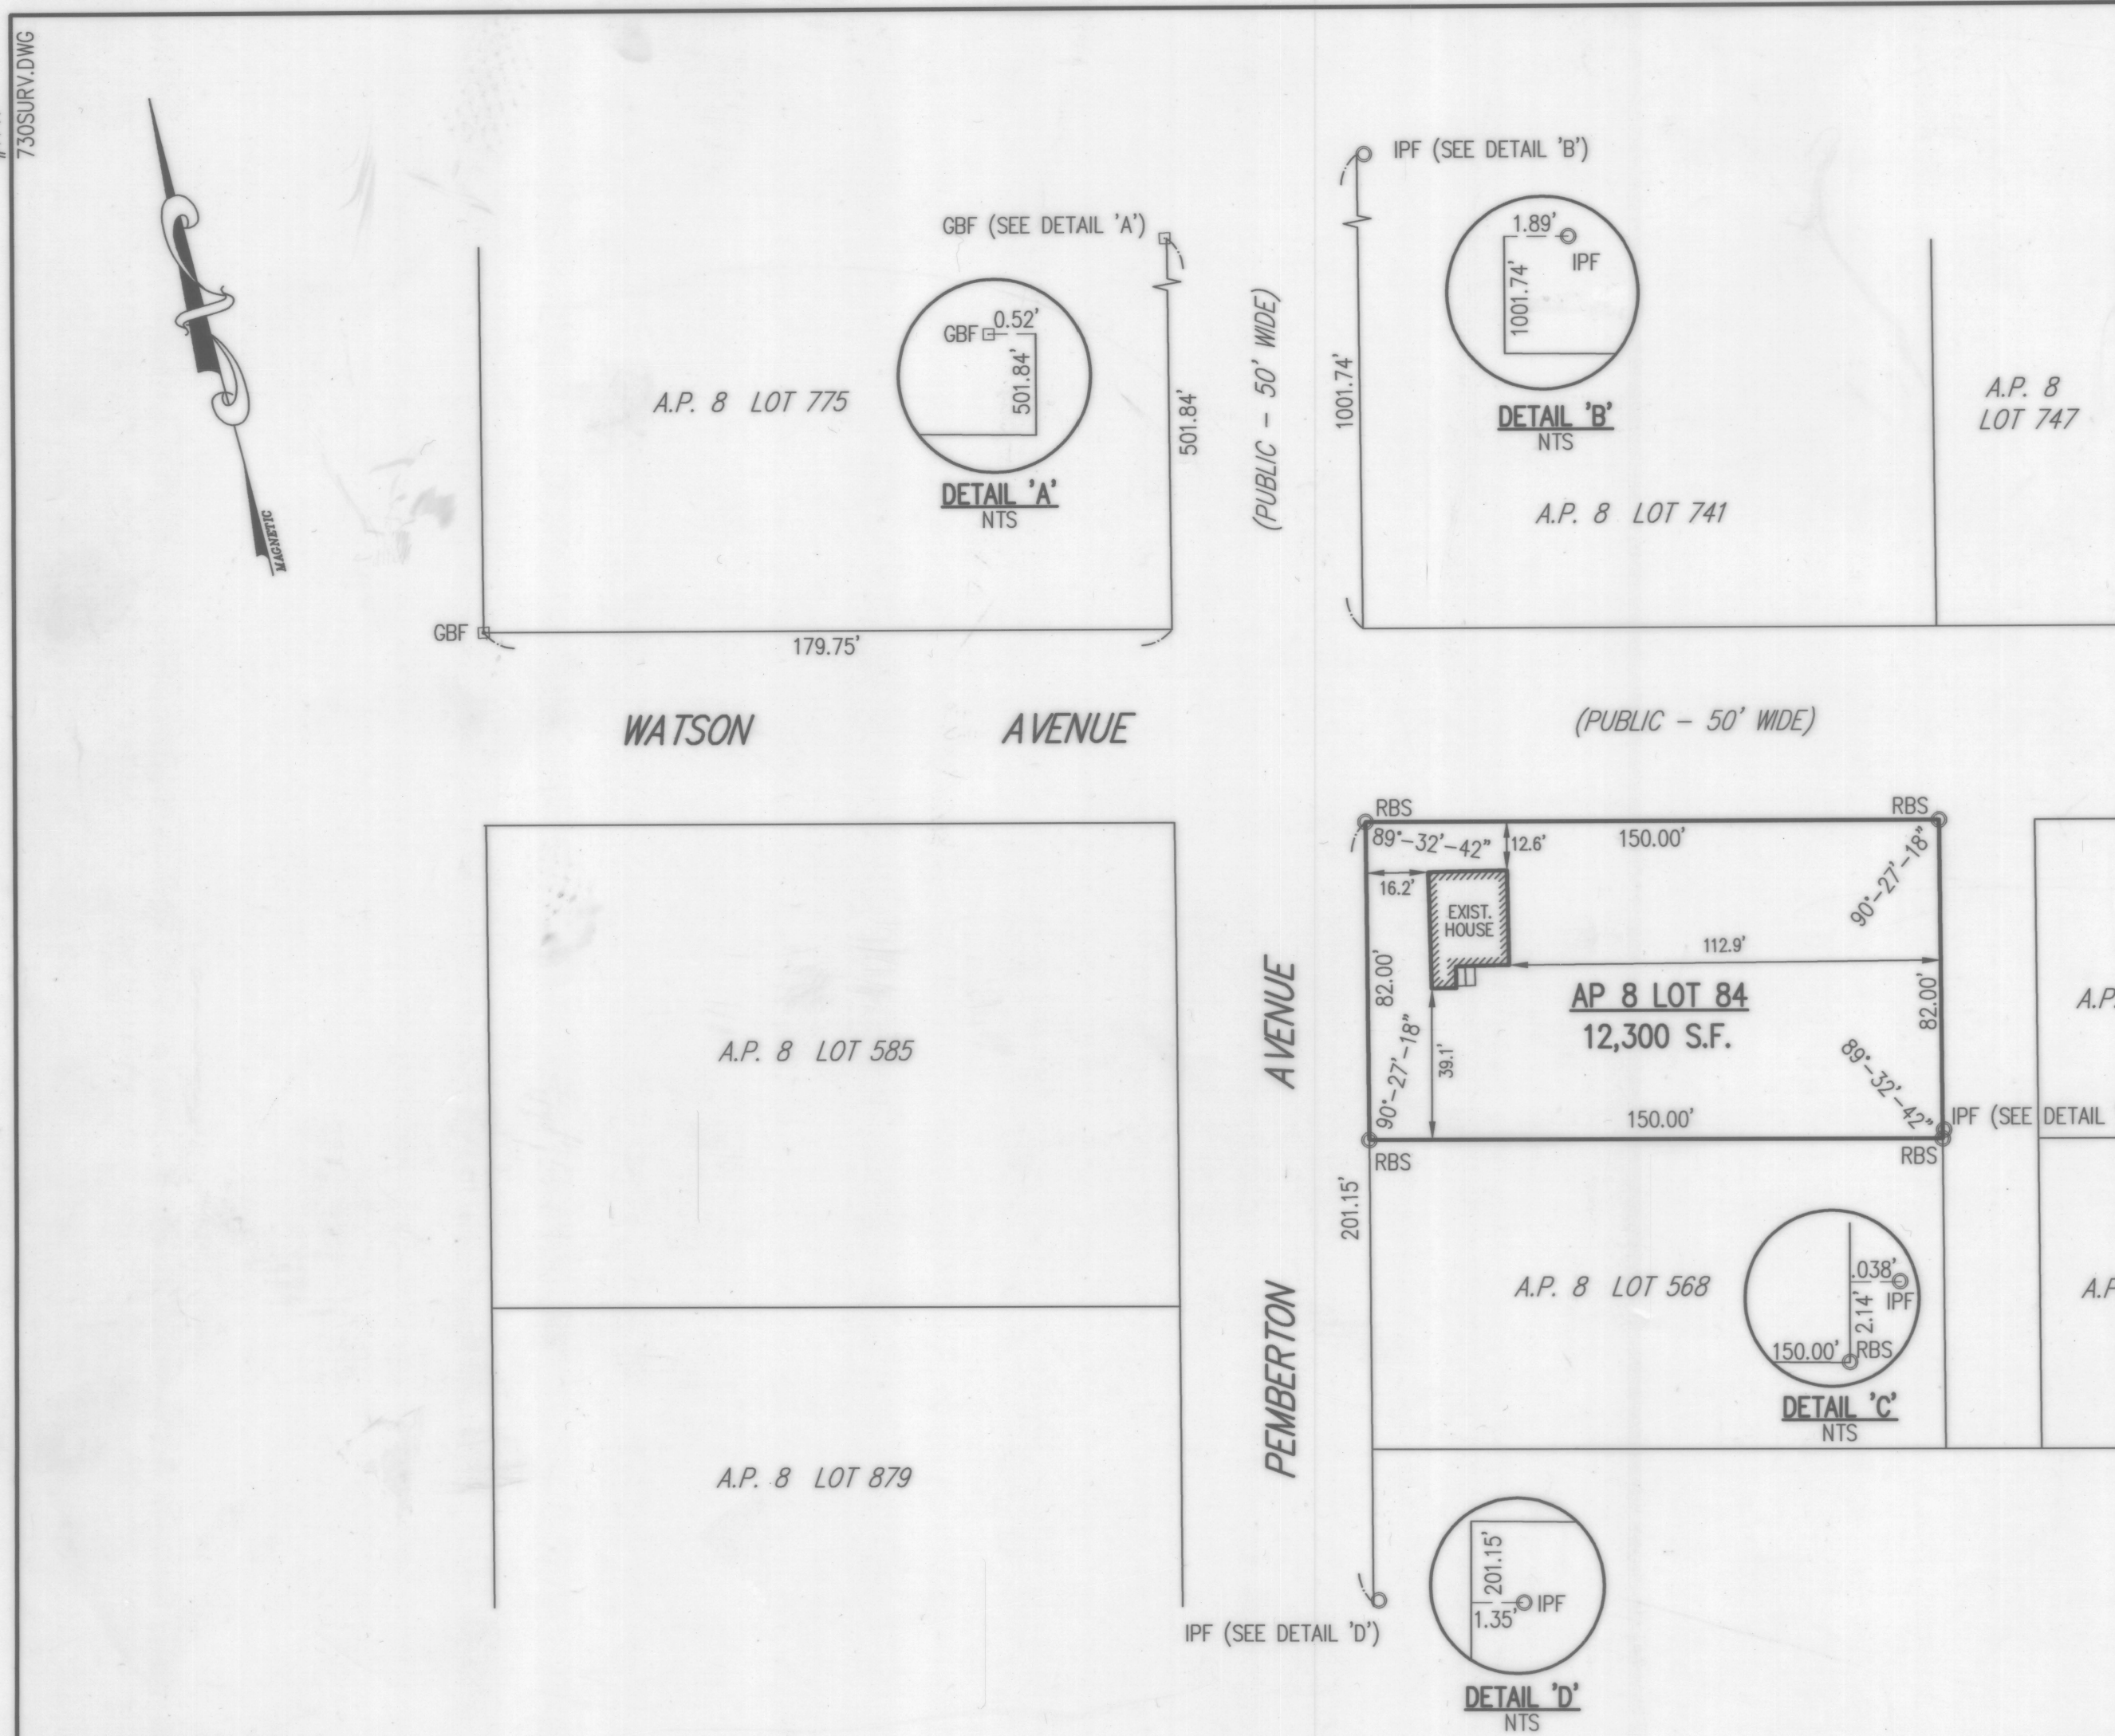 730SURV.DWG
MAGNETIC
GBF (SEE DETAIL 'A')
GBF
0.52'
501.84'
DETAIL 'A'
NTS
A.P. 8 LOT 775
501.84'
GBF
179.75'
(PUBLIC - 50' WIDE)
1001.74'
IPF (SEE DETAIL 'B')
1.89'
IPF
1001.74'
DETAIL 'B'
NTS
A.P. 8 LOT 741
A.P. 8
LOT 747
WATSON AVENUE
(PUBLIC - 50' WIDE)
RBS
RBS
89°-32'-42"
12.6'
150.00'
90°-27'-18"
16.2'
EXIST.
HOUSE
112.9'
82.00'
AP 8 LOT 84
12,300 S.F.
82.00'
39.1'
90°-27'-18"
89°-32'-42"
150.00'
IPF (SEE DETAIL
RBS
RBS
A.P.
A.P. 8 LOT 585
PEMBERTON AVENUE
201.15'
A.P. 8 LOT 568
.038'
IPF
2.14'
150.00'
RBS
DETAIL 'C'
NTS
A.P
A.P. 8 LOT 879
IPF (SEE DETAIL 'D')
201.15'
1.35'
IPF
DETAIL 'D'
NTS